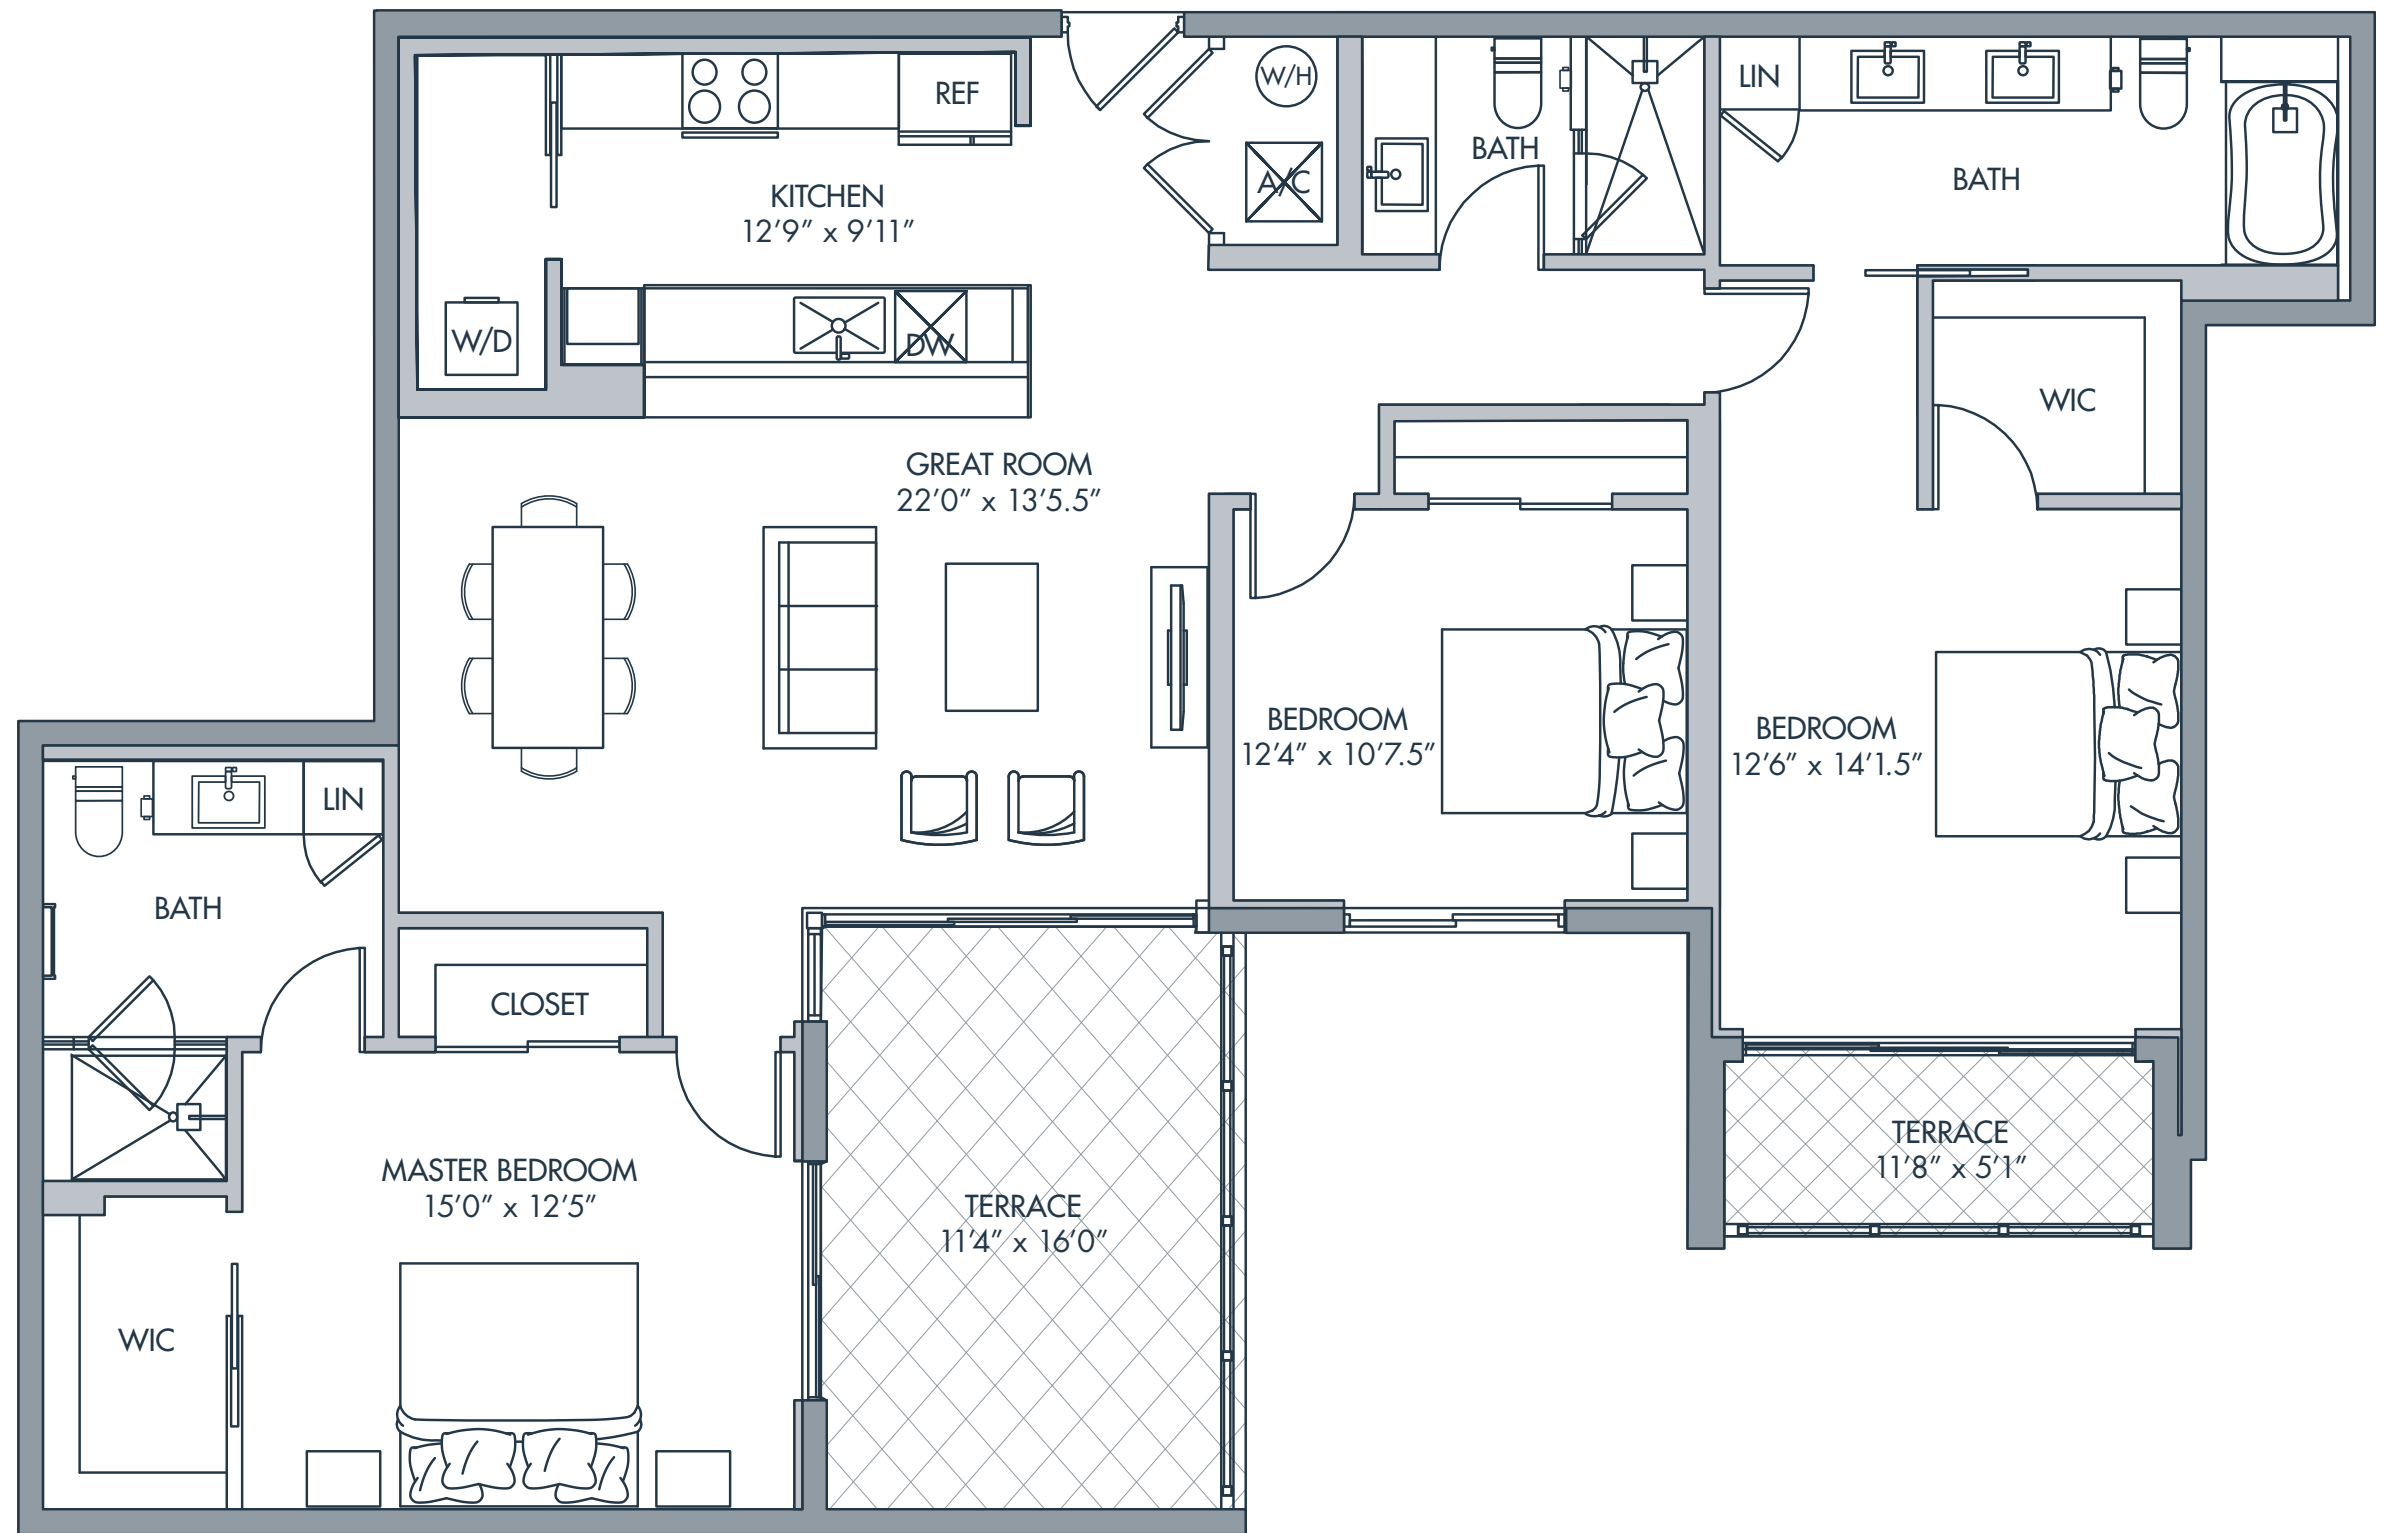 W/H
REF
LIN
BATH
A/C
BATH
KITCHEN
12'9" x 9'11"
W/D
DW
WIC
GREAT ROOM
22'0" x 13'5.5"
BEDROOM
12'4" x 10'7.5"
BEDROOM
12'6" x 14'1.5"
LIN
BATH
CLOSET
MASTER BEDROOM
15'0" x 12'5"
TERRACE
11'4" x 16'0"
TERRACE
11'8" x 5'1"
WIC